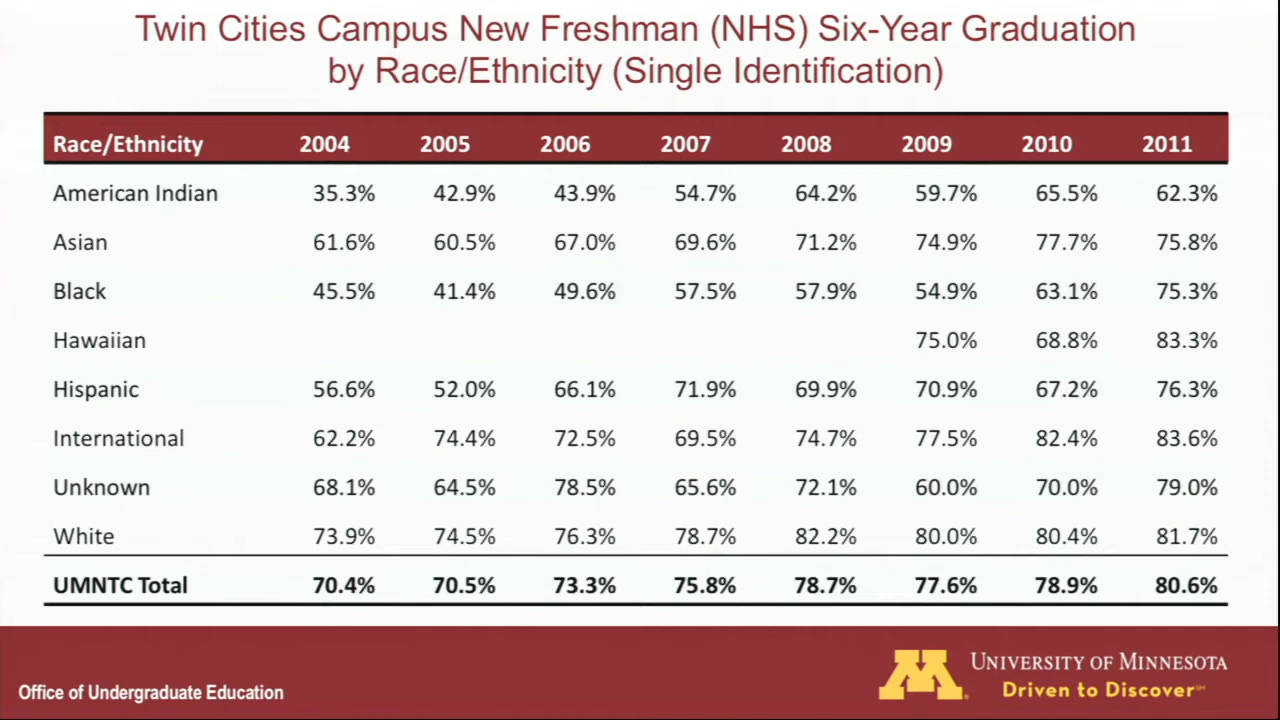 Twin Cities Campus New Freshman (NHS) Six-Year Graduation
by Race/Ethnicity (Single Identification)
Race/Ethnicity 2004 2005 2006 2007 2008 2009 2010 2011
American Indian 35.3% 42.9% 43.9% 54.7% 64.2% 59.7% 65.5% 62.3%
Asian 61.6% 60.5% 67.0% 69.6% 71.2% 74.9% 77.7% 75.8%
Black 45.5% 41.4% 49.6% 57.5% 57.9% 54.9% 63.1% 75.3%
Hawaiian 75.0% 68.8% 83.3%
Hispanic 56.6% 52.0% 66.1% 71.9% 69.9% 70.9% 67.2% 76.3%
International 62.2% 74.4% 72.5% 69.5% 74.7% 77.5% 82.4% 83.6%
Unknown 68.1% 64.5% 78.5% 65.6% 72.1% 60.0% 70.0% 79.0%
White 73.9% 74.5% 76.3% 78.7% 82.2% 80.0% 80.4% 81.7%
UMNTC Total 70.4% 70.5% 73.3% 75.8% 78.7% 77.6% 78.9% 80.6%
Office of Undergraduate Education
M®
UNIVERSITY OF MINNESOTA
Driven to Discover℠